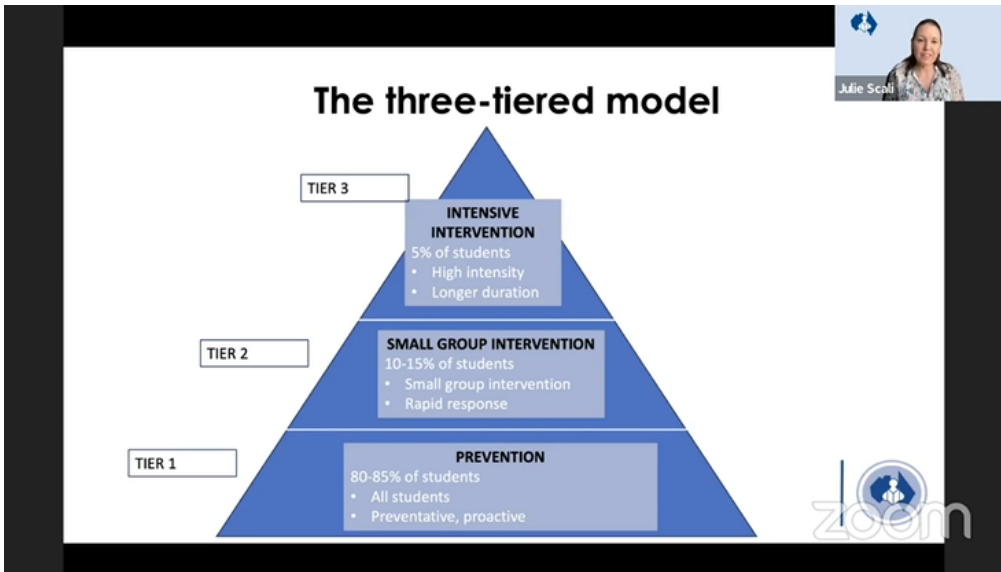 Julie Scali
The three-tiered model
TIER 3
INTENSIVE
INTERVENTION
5% of students
• High intensity
• Longer duration
TIER 2
SMALL GROUP INTERVENTION
10-15% of students
• Small group intervention
• Rapid response
TIER 1
PREVENTION
80-85% of students
• All students
• Preventative, proactive
zoom